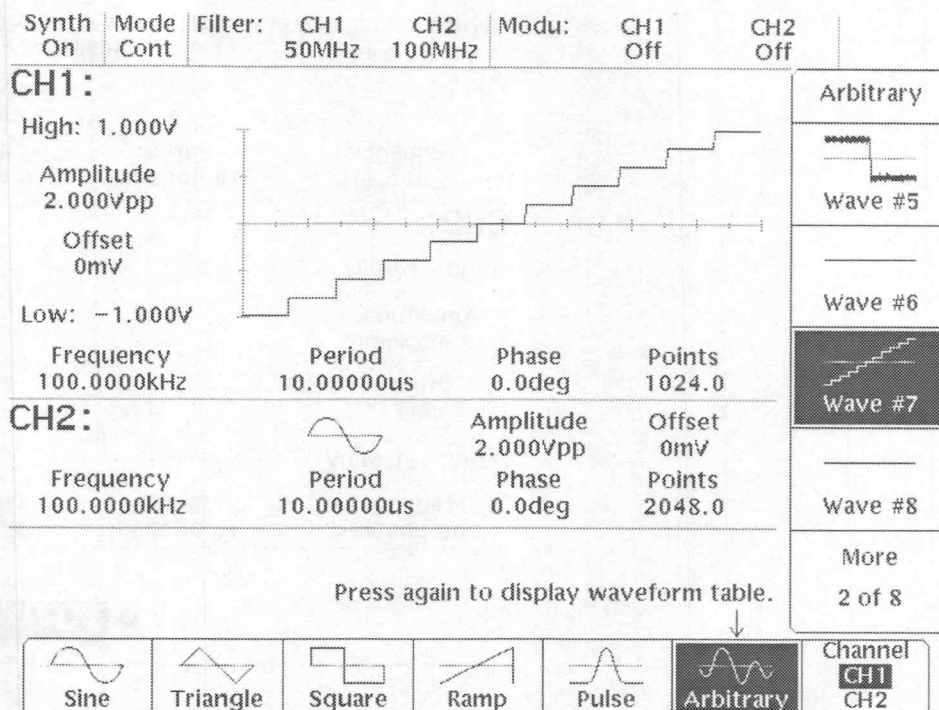 Synth Mode Filter: CH1 CH2 Modu: CH1 CH2
On Cont 50MHz 100MHz Off Off
CH1:
High: 1.000V
Amplitude
2.000Vpp
Offset
0mV
Low: -1.000V
Frequency Period Phase Points
100.0000kHz 10.00000us 0.0deg 1024.0
CH2:
Amplitude Offset
2.000Vpp 0mV
Frequency Period Phase Points
100.0000kHz 10.00000us 0.0deg 2048.0
Press again to display waveform table.
Arbitrary
Wave #5
Wave #6
Wave #7
Wave #8
More
2 of 8
Sine Triangle Square Ramp Pulse Arbitrary
Channel
CH1
CH2